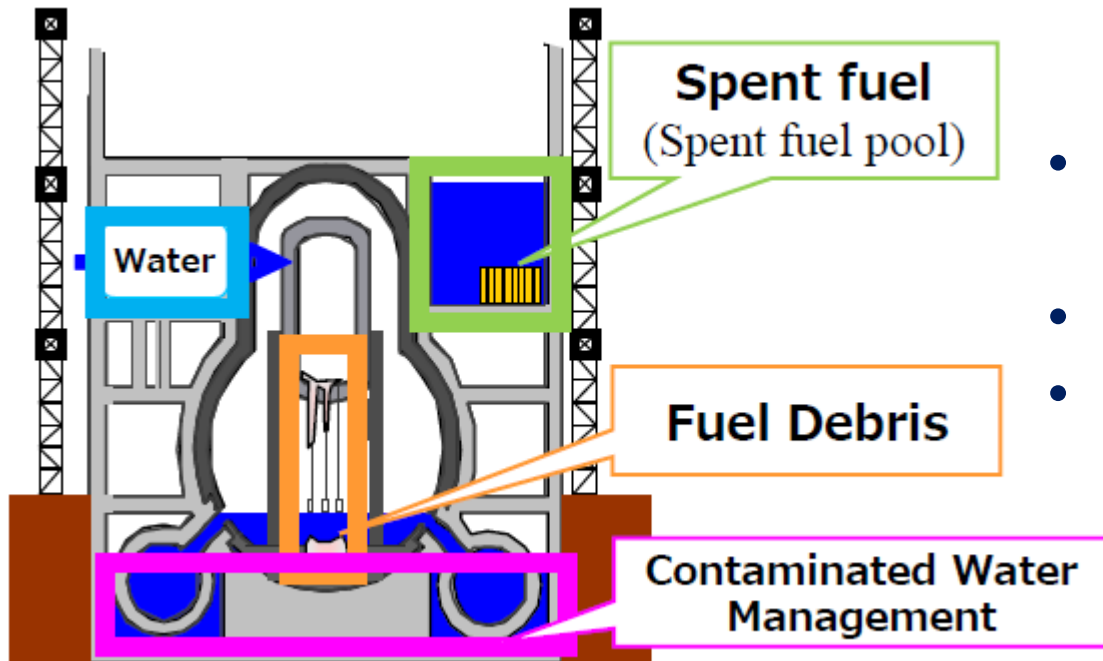 Spent fuel
(Spent fuel pool)
Water
Fuel Debris
Contaminated Water
Management